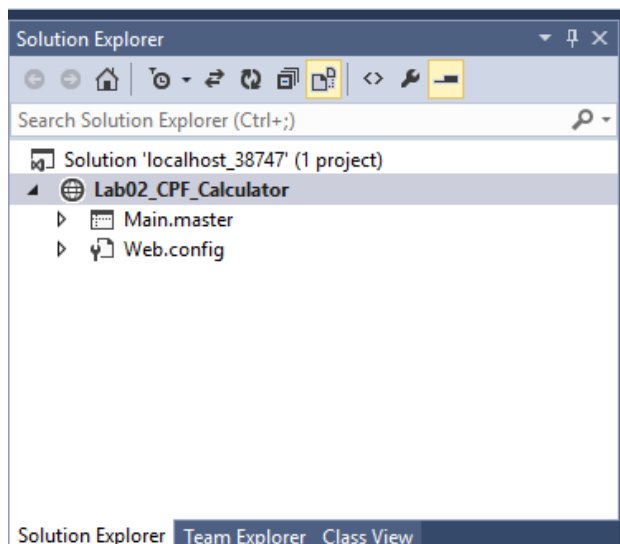 Solution Explorer
Search Solution Explorer (Ctrl+;)
Solution 'localhost_38747' (1 project)
Lab02_CPF_Calculator
Main.master
Web.config
Solution Explorer Team Explorer Class View